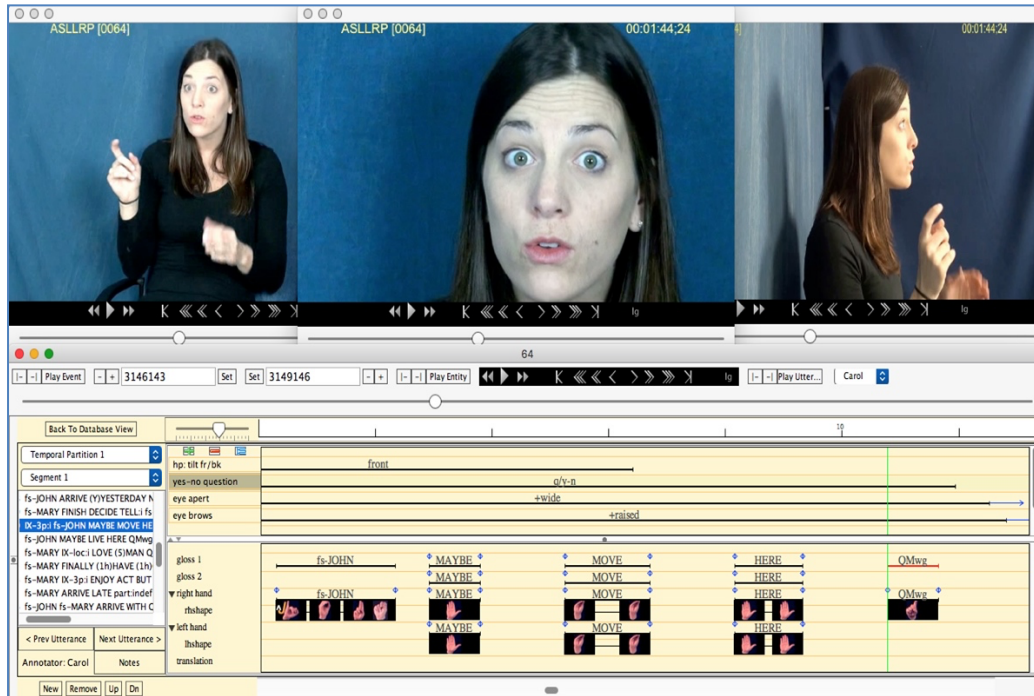 ASLLRP [0064]
ASLLRP [0064] 00:01:44;24
4] 00:01:44:24
lg
64
|- -| Play Event - + 3146143 Set Set 3149146 - + |- -| Play Entity lg |- -| Play Utter... Carol
Back To Database View
10
Temporal Partition 1
Segment 1
fs-JOHN ARRIVE (Y)YESTERDAY N
fs-MARY FINISH DECIDE TELL:i fs
IX-3p:i fs-JOHN MAYBE MOVE HE
fs-JOHN MAYBE LIVE HERE QMwg
fs-MARY IX-loc:i LOVE (5)MAN Q
fs-MARY FINALLY (1h)HAVE (1h)
fs-MARY IX-3p:i ENJOY ACT BUT
fs-MARY ARRIVE LATE part:indef
fs-JOHN fs-MARY ARRIVE WITH C
< Prev Utterance Next Utterance >
Annotator: Carol Notes
New Remove Up Dn
hp: tilt fr/bk front
yes-no question q/y-n
eye apert +wide
eye brows +raised
gloss 1 fs-JOHN MAYBE MOVE HERE QMwg
gloss 2 MAYBE MOVE HERE
right hand fs-JOHN MAYBE MOVE HERE QMwg
rhshape
left hand MAYBE MOVE HERE
lhshape
translation